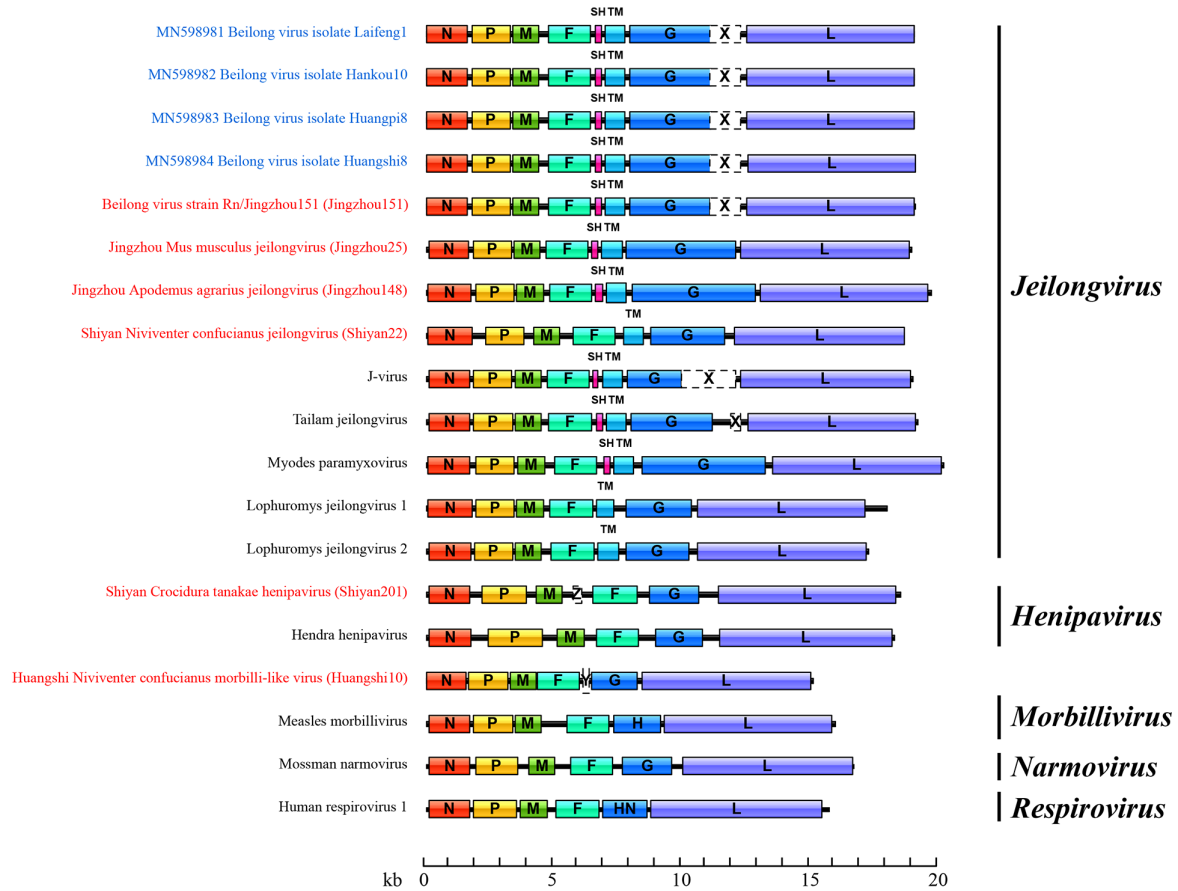 SH TM
MN598981 Beilong virus isolate Laifeng1 N P M F G X L
SH TM
MN598982 Beilong virus isolate Hankou10 N P M F G X L
SH TM
MN598983 Beilong virus isolate Huangpi8 N P M F G X L
SH TM
MN598984 Beilong virus isolate Huangshi8 N P M F G X L
SH TM
Beilong virus strain Rn/Jingzhou151 (Jingzhou151) N P M F G X L
SH TM
Jingzhou Mus musculus jeilongvirus (Jingzhou25) N P M F G L
SH TM
Jingzhou Apodemus agrarius jeilongvirus (Jingzhou148) N P M F G L
Jeilongvirus
TM
Shiyan Niviventer confucianus jeilongvirus (Shiyan22) N P M F G L
SH TM
J-virus N P M F G X L
SH TM
Tailam jeilongvirus N P M F G X L
SH TM
Myodes paramyxovirus N P M F G L
TM
Lophuromys jeilongvirus 1 N P M F G L
TM
Lophuromys jeilongvirus 2 N P M F G L
Shiyan Crocidura tanakae henipavirus (Shiyan201) N P M Z F G L
Henipavirus
Hendra henipavirus N P M F G L
Huangshi Niviventer confucianus morbilli-like virus (Huangshi10) N P M F Y G L
Measles morbillivirus N P M F H L
Morbillivirus
Mossman narmovirus N P M F G L
Narmovirus
Human respirovirus 1 N P M F HN L
Respirovirus
kb 0 5 10 15 20